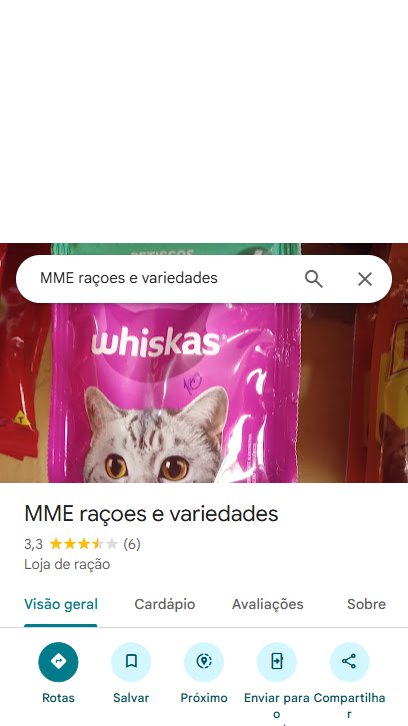 PETISCOS
MME raçoes e variedades
whiskas
MME raçoes e variedades
3,3 (6)
Loja de ração
Visão geral Cardápio Avaliações Sobre
Rotas Salvar Próximo Enviar para Compartilha
o r